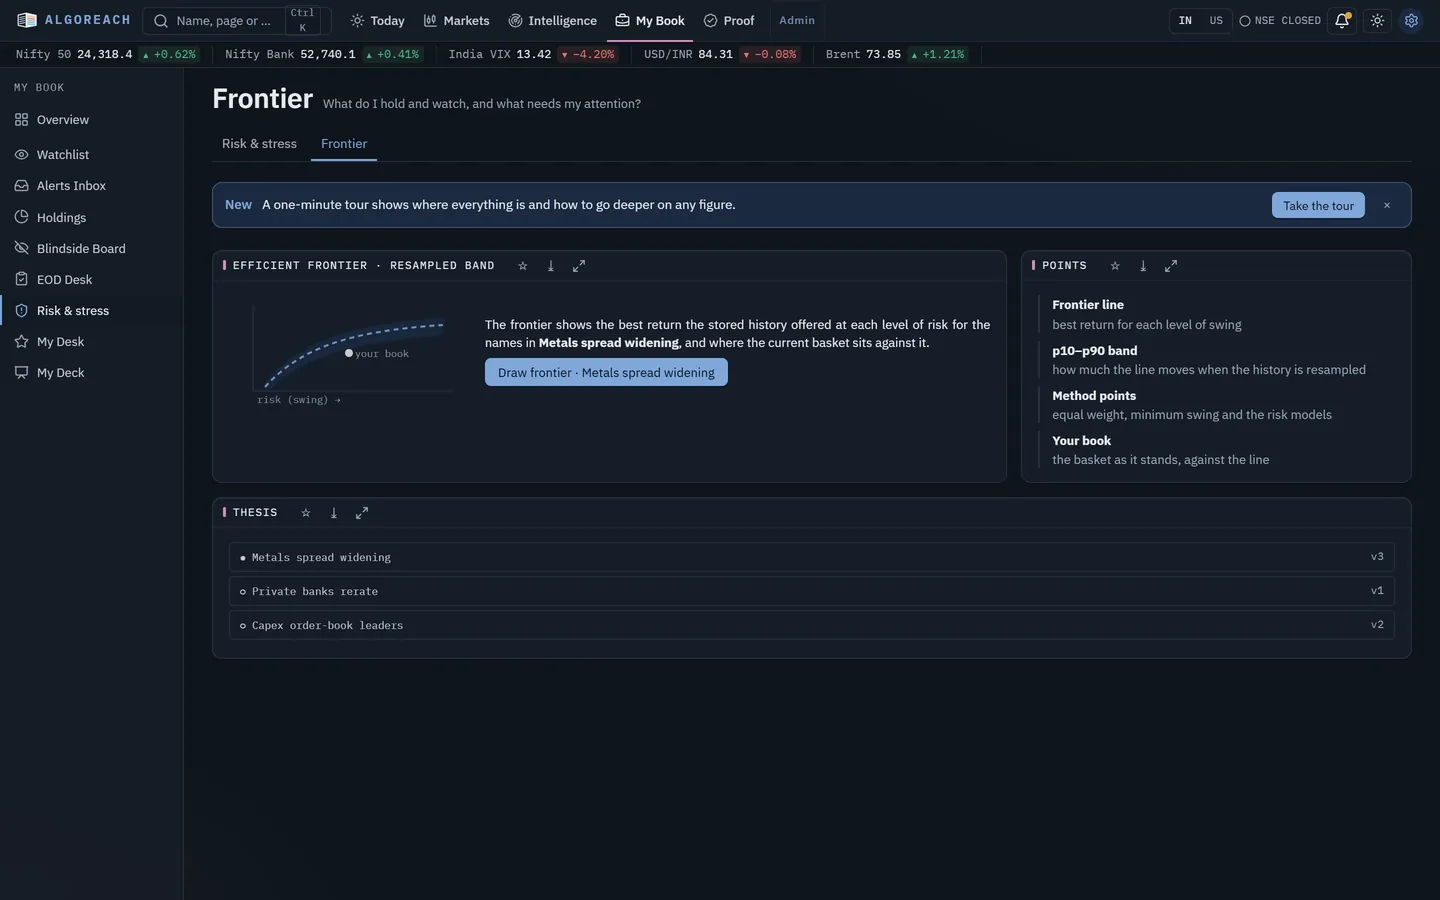 ALGOREACH
Name, page or ...
Ctrl K
Today
Markets
Intelligence
My Book
Proof
Admin
IN
US
NSE CLOSED
Nifty 50 24,318.4 ▲ +0.62%
Nifty Bank 52,740.1 ▲ +0.41%
India VIX 13.42 ▼ −4.20%
USD/INR 84.31 ▼ −0.08%
Brent 73.85 ▲ +1.21%
MY BOOK
Overview
Watchlist
Alerts Inbox
Holdings
Blindside Board
EOD Desk
Risk & stress
My Desk
My Deck
Frontier
What do I hold and watch, and what needs my attention?
Risk & stress
Frontier
New A one-minute tour shows where everything is and how to go deeper on any figure.
Take the tour
×
EFFICIENT FRONTIER · RESAMPLED BAND
your book
risk (swing) →
The frontier shows the best return the stored history offered at each level of risk for the
names in Metals spread widening, and where the current basket sits against it.
Draw frontier · Metals spread widening
POINTS
Frontier line
best return for each level of swing
p10–p90 band
how much the line moves when the history is resampled
Method points
equal weight, minimum swing and the risk models
Your book
the basket as it stands, against the line
THESIS
Metals spread widening v3
Private banks rerate v1
Capex order-book leaders v2